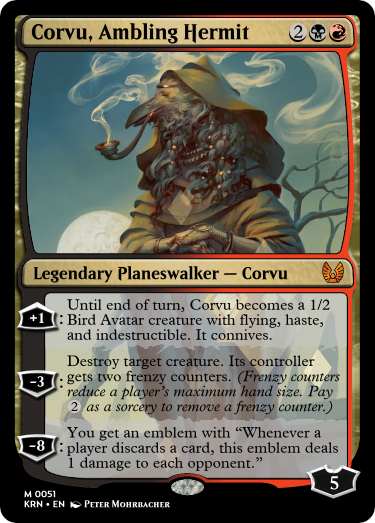 Corvu, Ambling Hermit 2
Legendary Planeswalker — Corvu
+1: Until end of turn, Corvu becomes a 1/2
Bird Avatar creature with flying, haste,
and indestructible. It connives.
-3: Destroy target creature. Its controller
gets two frenzy counters. (Frenzy counters
reduce a player's maximum hand size. Pay
2 as a sorcery to remove a frenzy counter.)
-8: You get an emblem with “Whenever a
player discards a card, this emblem deals
1 damage to each opponent.”
5
M 0051
KRN • EN Peter Mohrbacher